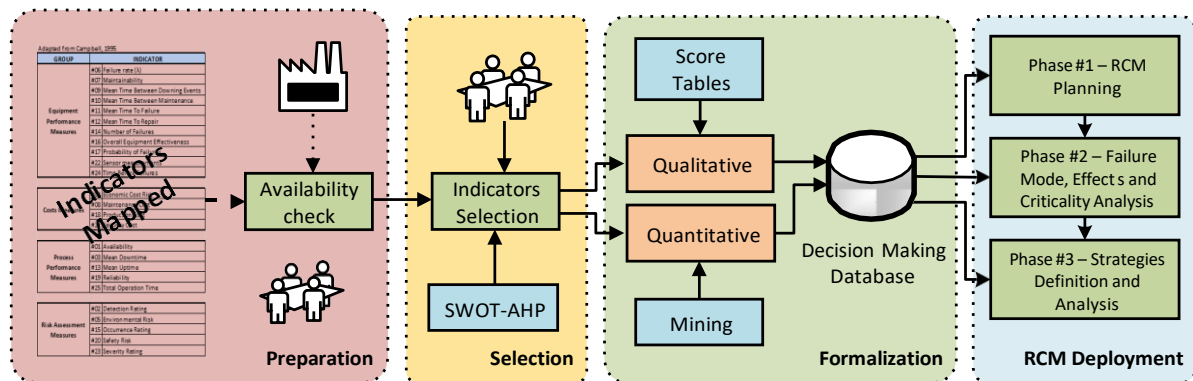 Adapted from Campbell, 1995
GROUP INDICATOR
Equipment
Performance
Measures
#06 Failure rate (λ)
#07 Maintainability
#09 Mean Time Between Downing Events
#10 Mean Time Between Maintenance
#11 Mean Time To Failure
#12 Mean Time To Repair
#14 Number of Failures
#16 Overall Equipment Effectiveness
#17 Probability of Failure
#22 Sensor
#24
Process
Performance
Measures
#01 Availability
#03 Mean Downtime
#13 Mean Uptime
#19 Reliability
#25 Total Operation Time
Risk Assessment
Measures
#02 Detection Rating
#05 Environmental Risk
#15 Occurrence Rating
#20 Safety Risk
#23 Severity Rating
Indicators
Mapped
Availability
check
Preparation
Indicators
Selection
SWOT-AHP
Selection
Score
Tables
Qualitative
Quantitative
Mining
Decision Making
Database
Formalization
Phase #1 – RCM
Planning
Phase #2 – Failure
Mode, Effects and
Criticality Analysis
Phase #3 – Strategies
Definition and
Analysis
RCM Deployment